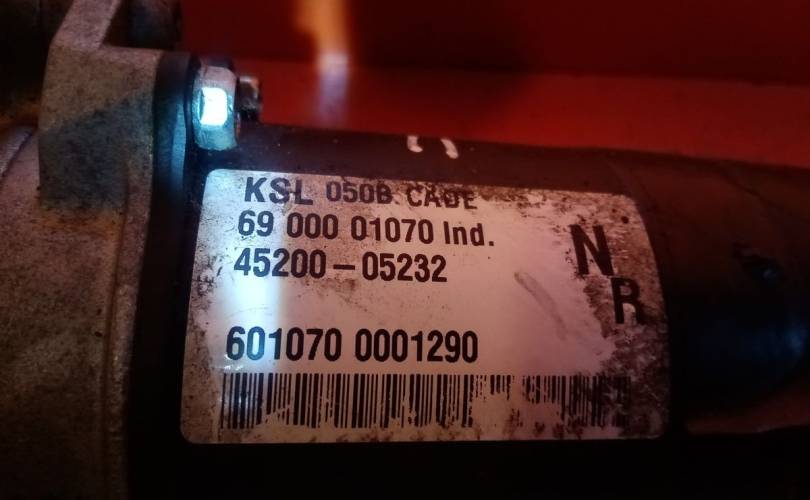 KSL 050B. CADE
69 000 01070 Ind.
45200-05232
N
R
601070 0001290